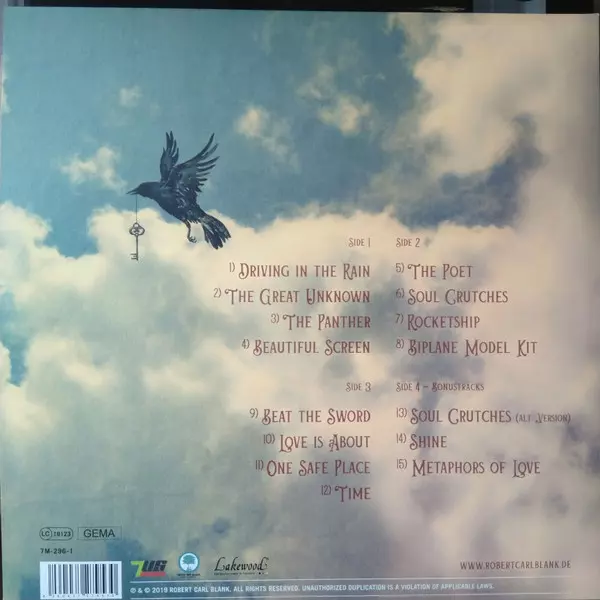 Side 1
1) Driving in the Rain
2) The Great Unknown
3) The Panther
4) Beautiful Screen
Side 2
5) The Poet
6) Soul Crutches
7) Rocketship
8) Biplane Model Kit
Side 3
9) Beat the Sword
10) Love is About
11) One Safe Place
12) Time
Side 4 – Bonustracks
13) Soul Crutches (Alt. Version)
14) Shine
15) Metaphors of Love
LC 18123 GEMA
7M-296-1
7US
Lakewood
www.robertcarlblank.de
℗ & © 2019 ROBERT CARL BLANK. ALL RIGHTS RESERVED. UNAUTHORIZED DUPLICATION IS A VIOLATION OF APPLICABLE LAWS.